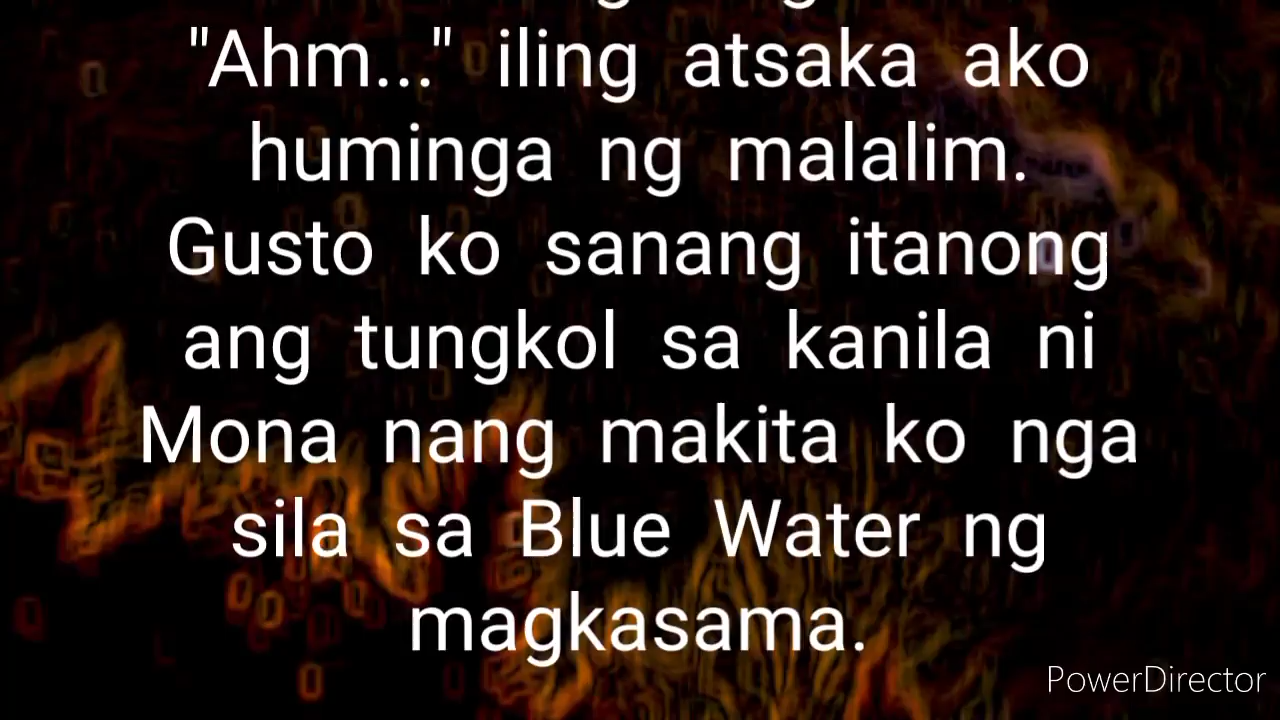 "Ahm..." iling atsaka ako
huminga ng malalim.
Gusto ko sanang itanong
ang tungkol sa kanila ni
Mona nang makita ko nga
sila sa Blue Water ng
magkasama.
PowerDirector